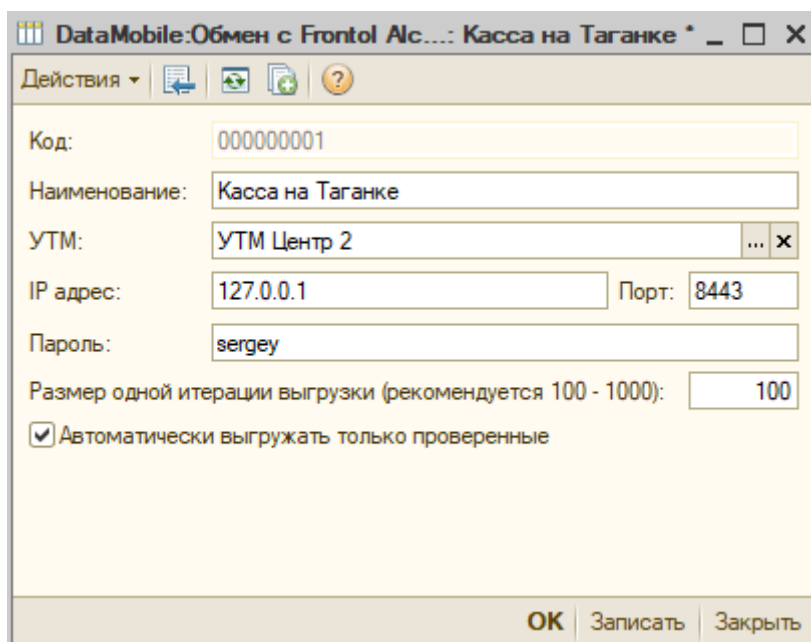 DataMobile:Обмен с Frontol Alc...: Касса на Таганке *
Действия
Код: 000000001
Наименование: Касса на Таганке
УТМ: УТМ Центр 2 ...
IP адрес: 127.0.0.1 Порт: 8443
Пароль: sergey
Размер одной итерации выгрузки (рекомендуется 100 - 1000): 100
Автоматически выгружать только проверенные
OK Записать Закрыть